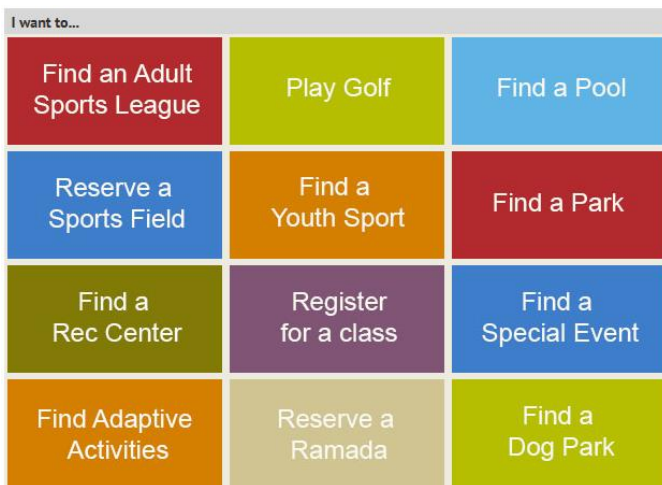 I want to...
Find an Adult
Sports League
Play Golf
Find a Pool
Reserve a
Sports Field
Find a
Youth Sport
Find a Park
Find a
Rec Center
Register
for a class
Find a
Special Event
Find Adaptive
Activities
Reserve a
Ramada
Find a
Dog Park